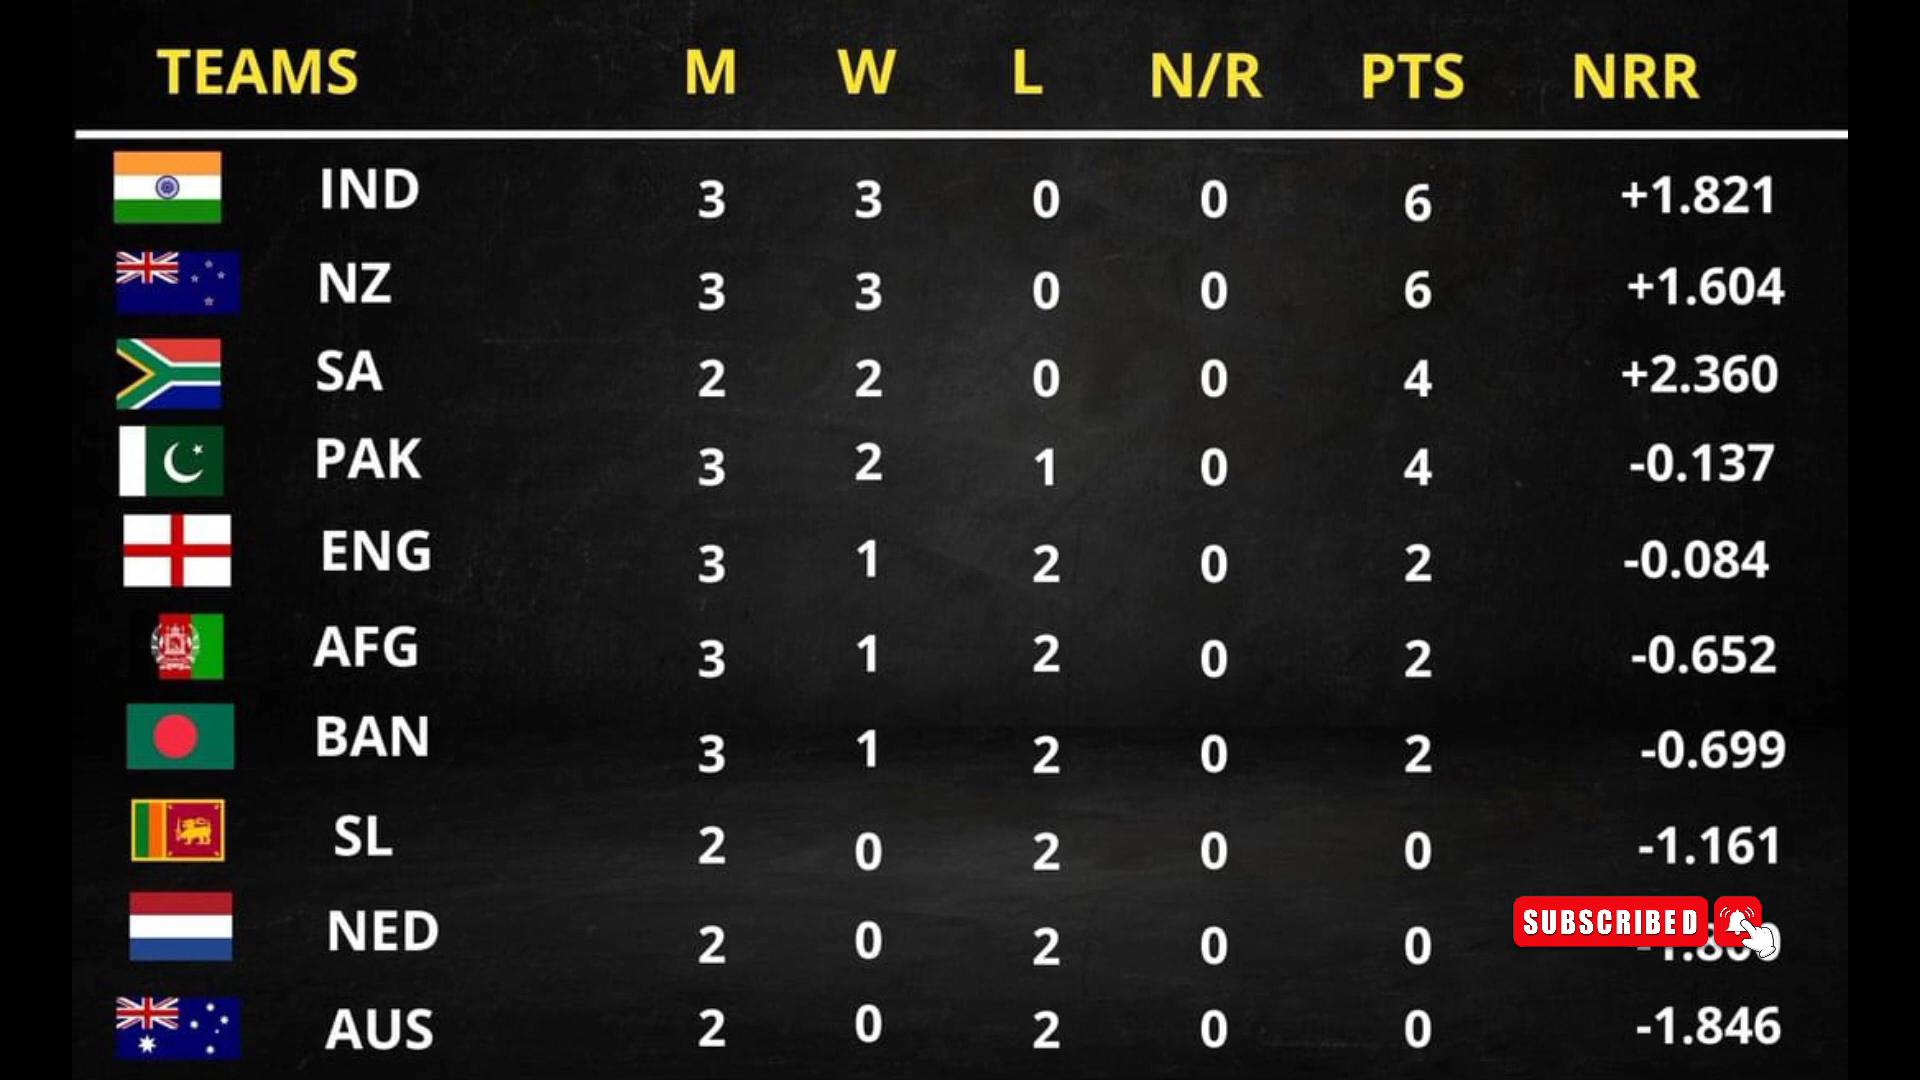 TEAMS M W L N/R PTS NRR
IND 3 3 0 0 6 +1.821
NZ 3 3 0 0 6 +1.604
SA 2 2 0 0 4 +2.360
PAK 3 2 1 0 4 -0.137
ENG 3 1 2 0 2 -0.084
AFG 3 1 2 0 2 -0.652
BAN 3 1 2 0 2 -0.699
SL 2 0 2 0 0 -1.161
SUBSCRIBED
NED 2 0 2 0 0
AUS 2 0 2 0 0 -1.846